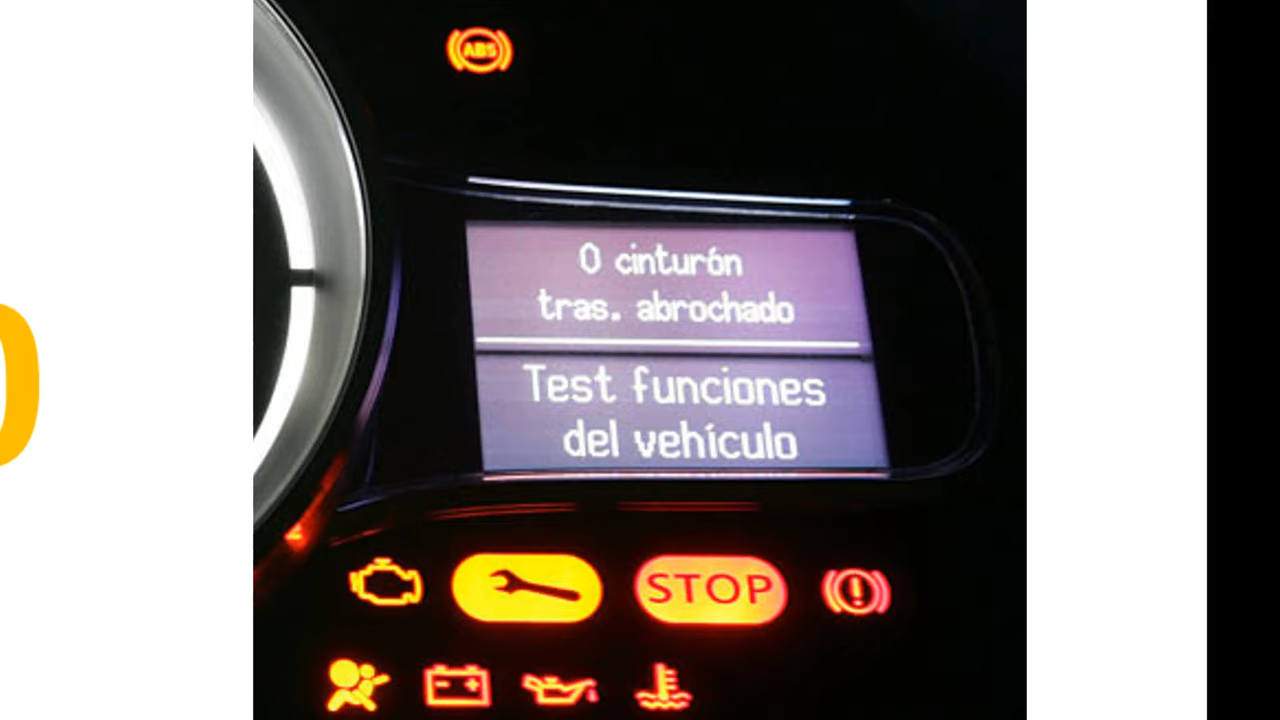 ABS
0 cinturón
tras. abrochado
Test funciones
del vehículo
STOP